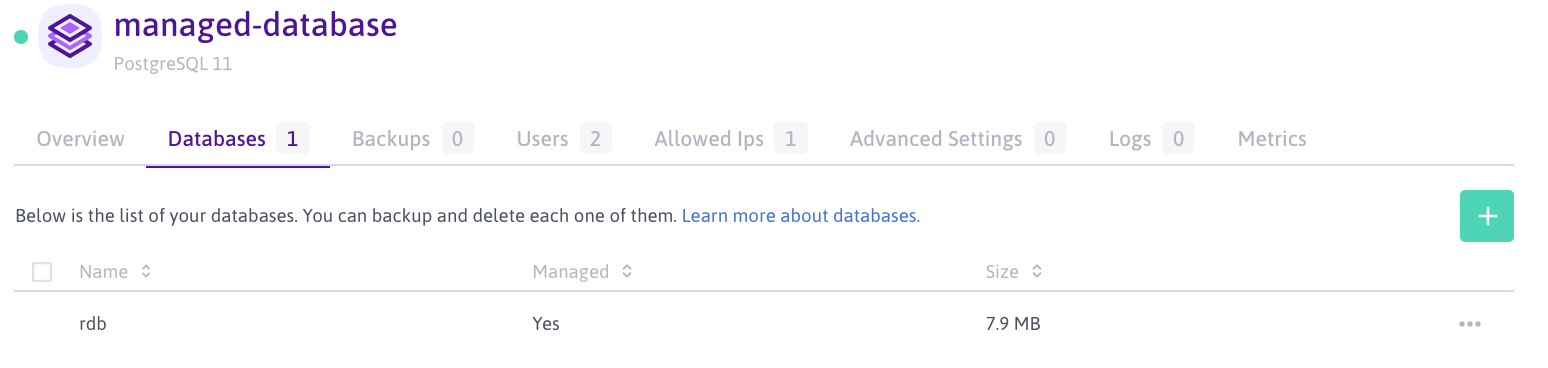 managed-database
PostgreSQL 11
Overview Databases 1 Backups 0 Users 2 Allowed Ips 1 Advanced Settings 0 Logs 0 Metrics
Below is the list of your databases. You can backup and delete each one of them. Learn more about databases.
Name Managed Size
rdb Yes 7.9 MB